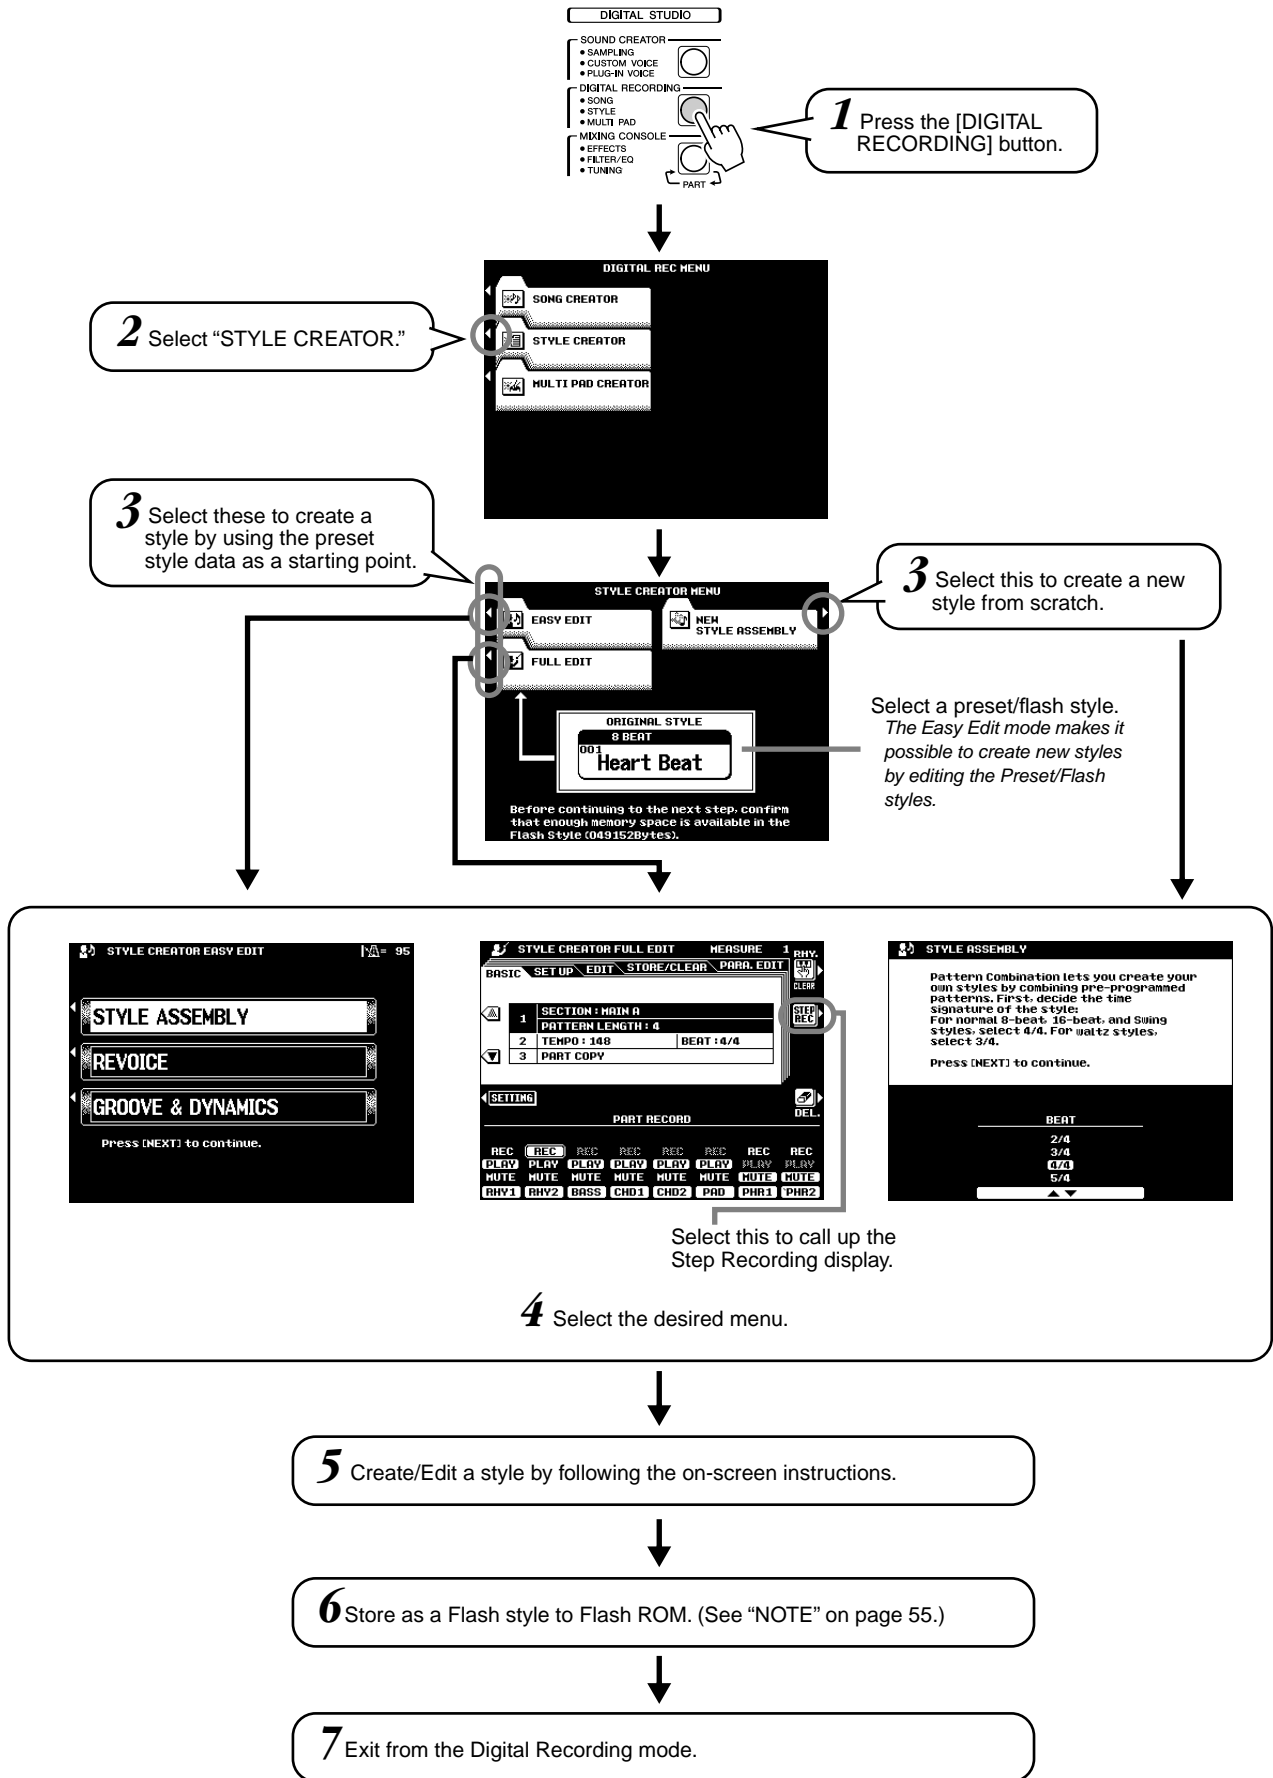 DIGITAL STUDIO
SOUND CREATOR
• SAMPLING
• CUSTOM VOICE
• PLUG-IN VOICE
DIGITAL RECORDING
• SONG
• STYLE
• MULTI PAD
MIXING CONSOLE
• EFFECTS
• FILTER/EQ
• TUNING
PART
1 Press the [DIGITAL
RECORDING] button.
DIGITAL REC MENU
SONG CREATOR
STYLE CREATOR
MULTI PAD CREATOR
2 Select “STYLE CREATOR.”
3 Select these to create a
style by using the preset
style data as a starting point.
3 Select this to create a new
style from scratch.
STYLE CREATOR MENU
EASY EDIT
NEW
STYLE ASSEMBLY
FULL EDIT
ORIGINAL STYLE
8 BEAT
001
Heart Beat
Before continuing to the next step, confirm
that enough memory space is available in the
Flash Style (049152Bytes).
Select a preset/flash style.
The Easy Edit mode makes it
possible to create new styles
by editing the Preset/Flash
styles.
STYLE CREATOR EASY EDIT = 95
STYLE ASSEMBLY
REVOICE
GROOVE & DYNAMICS
Press [NEXT] to continue.
STYLE CREATOR FULL EDIT MEASURE 1
RHY.
CLEAR
BASIC SET UP EDIT STORE/CLEAR PARA. EDIT
STEP
REC
1 SECTION : MAIN A
PATTERN LENGTH : 4
2 TEMPO : 148 BEAT : 4/4
3 PART COPY
SETTING
DEL.
PART RECORD
REC REC REC REC REC REC REC REC
PLAY PLAY PLAY PLAY PLAY PLAY PLAY PLAY
MUTE MUTE MUTE MUTE MUTE MUTE MUTE MUTE
RHY1 RHY2 BASS CHD1 CHD2 PAD PHR1 PHR2
STYLE ASSEMBLY
Pattern Combination lets you create your
own styles by combining pre-programmed
patterns. First, decide the time
signature of the style:
For normal 8-beat, 16-beat, and Swing
styles, select 4/4. For waltz styles,
select 3/4.
Press [NEXT] to continue.
BEAT
2/4
3/4
4/4
5/4
Select this to call up the
Step Recording display.
4 Select the desired menu.
5 Create/Edit a style by following the on-screen instructions.
6 Store as a Flash style to Flash ROM. (See “NOTE” on page 55.)
7 Exit from the Digital Recording mode.